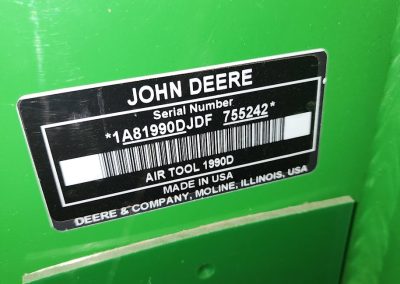 JOHN DEERE
Serial Number
*1A81990DJDF 755242*
AIR TOOL 1990D
MADE IN USA
DEERE & COMPANY, MOLINE, ILLINOIS, USA